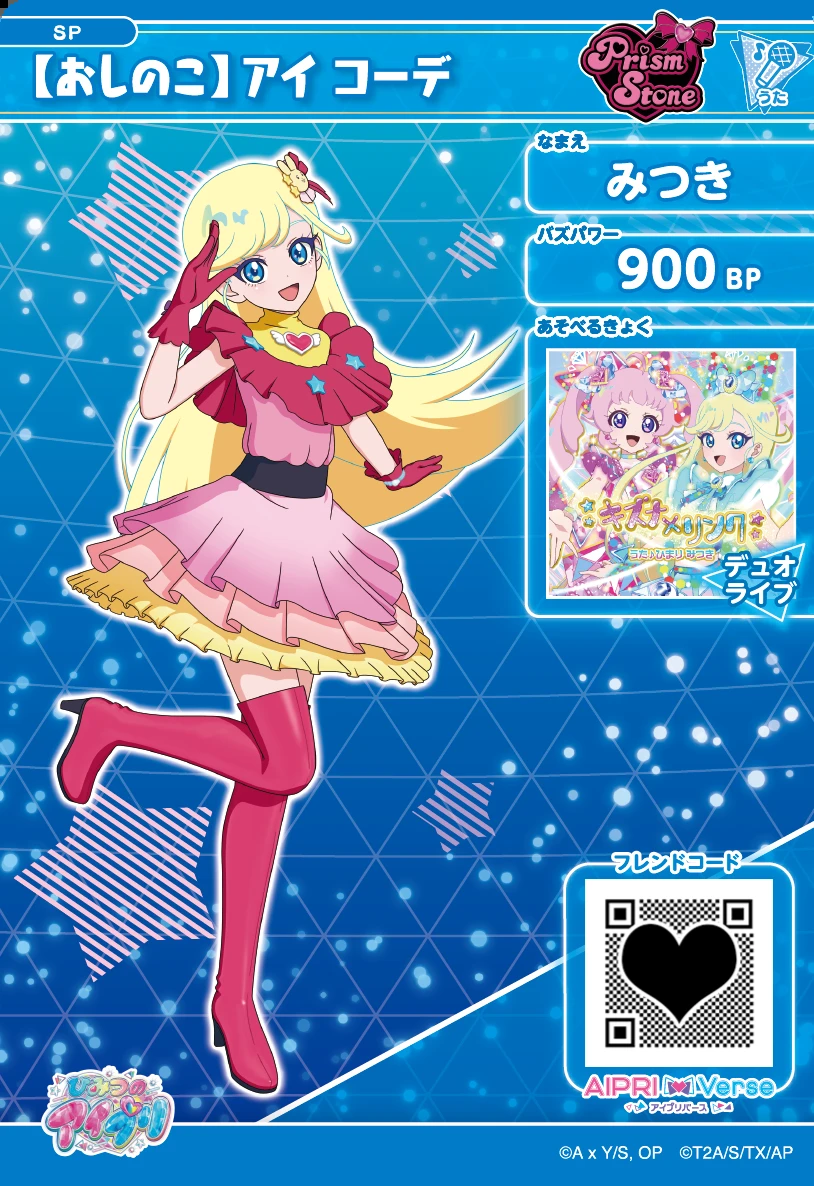 SP
【おしのこ】アイ コーデ
Prism
Stone
うた
なまえ
みつき
バズパワー
900 BP
あそべるきょく
キズナ×リンク
うた♪ひまり みつき
デュオ
ライブ
フレンドコード
AIPRI Verse
アイプリバース
ひみつの
アイプリ
©A x Y/S, OP ©T2A/S/TX/AP